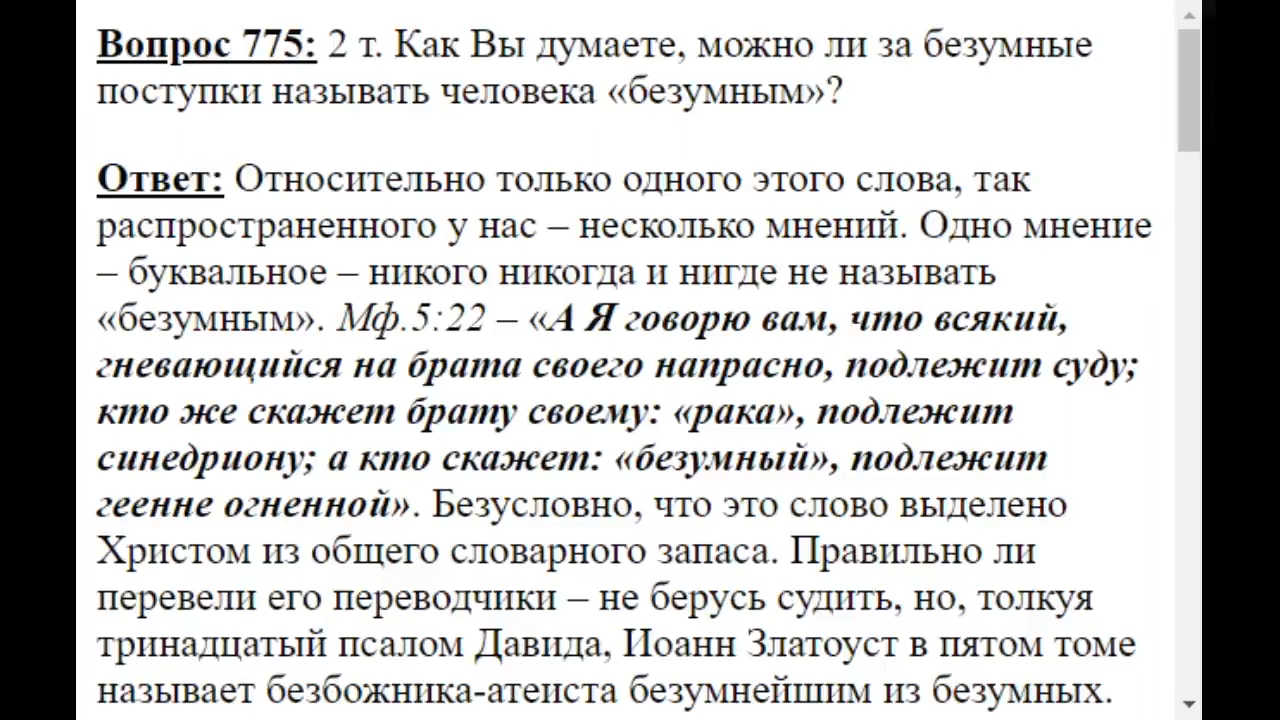 Вопрос 775: 2 т. Как Вы думаете, можно ли за безумные
поступки называть человека «безумным»?
Ответ: Относительно только одного этого слова, так
распространенного у нас – несколько мнений. Одно мнение
– буквальное – никого никогда и нигде не называть
«безумным». Мф.5:22 – «А Я говорю вам, что всякий,
гневающийся на брата своего напрасно, подлежит суду;
кто же скажет брату своему: «рака», подлежит
синедриону; а кто скажет: «безумный», подлежит
геенне огненной». Безусловно, что это слово выделено
Христом из общего словарного запаса. Правильно ли
перевели его переводчики – не берусь судить, но, толкуя
тринадцатый псалом Давида, Иоанн Златоуст в пятом томе
называет безбожника-атеиста безумнейшим из безумных.